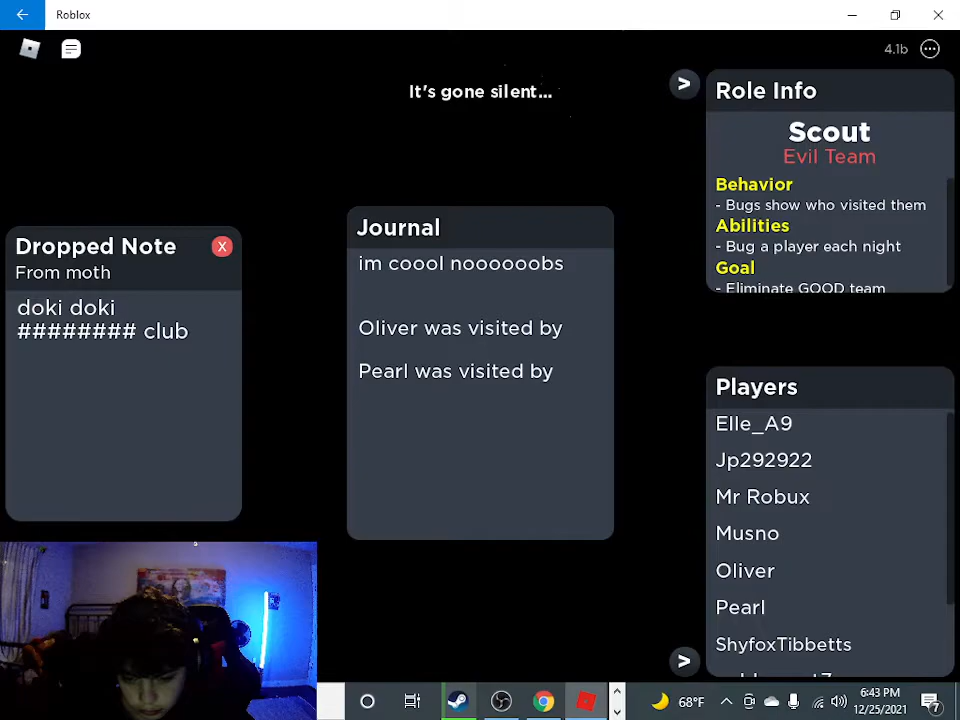 Roblox
4.1b
It's gone silent...
Role Info
Scout
Evil Team
Behavior
- Bugs show who visited them
Abilities
- Bug a player each night
Goal
- Eliminate GOOD team
Dropped Note
X
From moth
doki doki
######## club
Journal
im coool noooooobs
Oliver was visited by
Pearl was visited by
Players
Elle_A9
Jp292922
Mr Robux
Musno
Oliver
Pearl
ShyfoxTibbetts
68°F
6:43 PM
12/25/2021
7